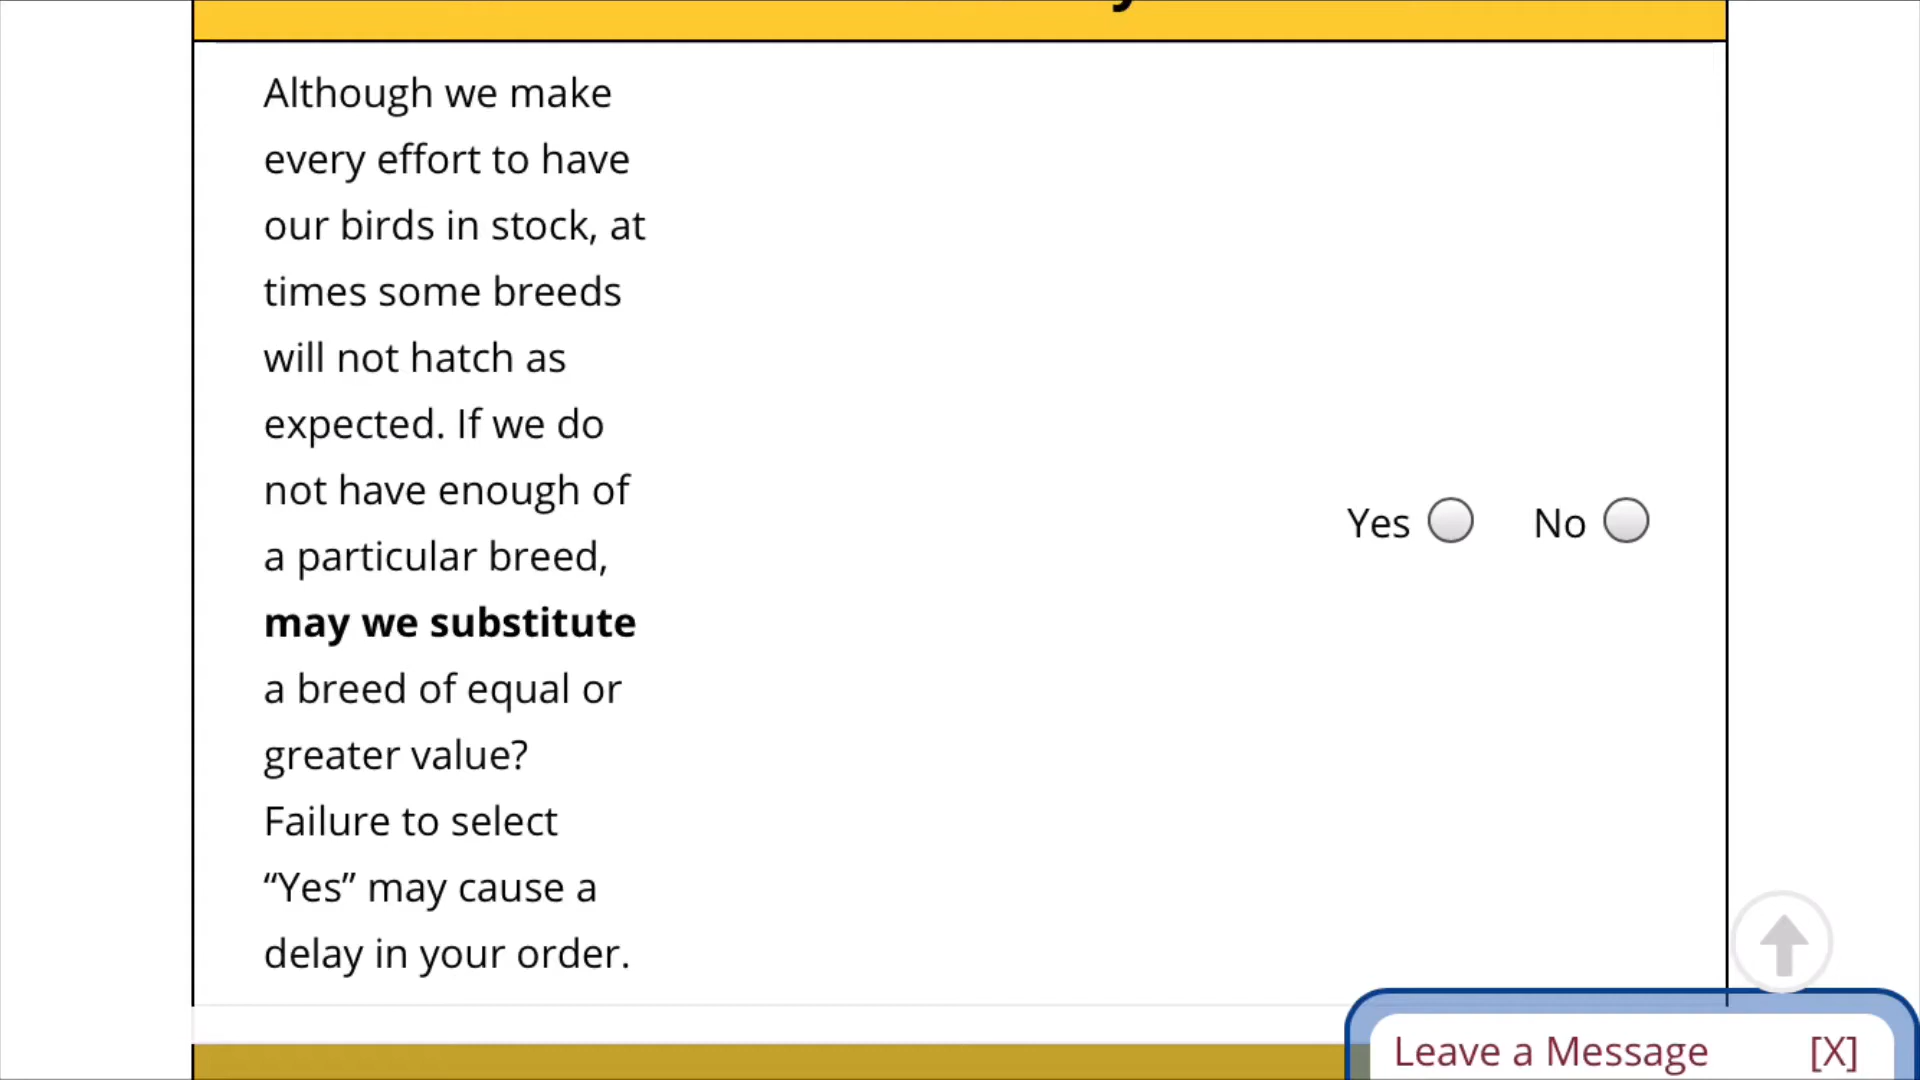 Although we make
every effort to have
our birds in stock, at
times some breeds
will not hatch as
expected. If we do
not have enough of
a particular breed,
may we substitute
a breed of equal or
greater value?
Failure to select
“Yes” may cause a
delay in your order.
Yes No
Leave a Message [X]